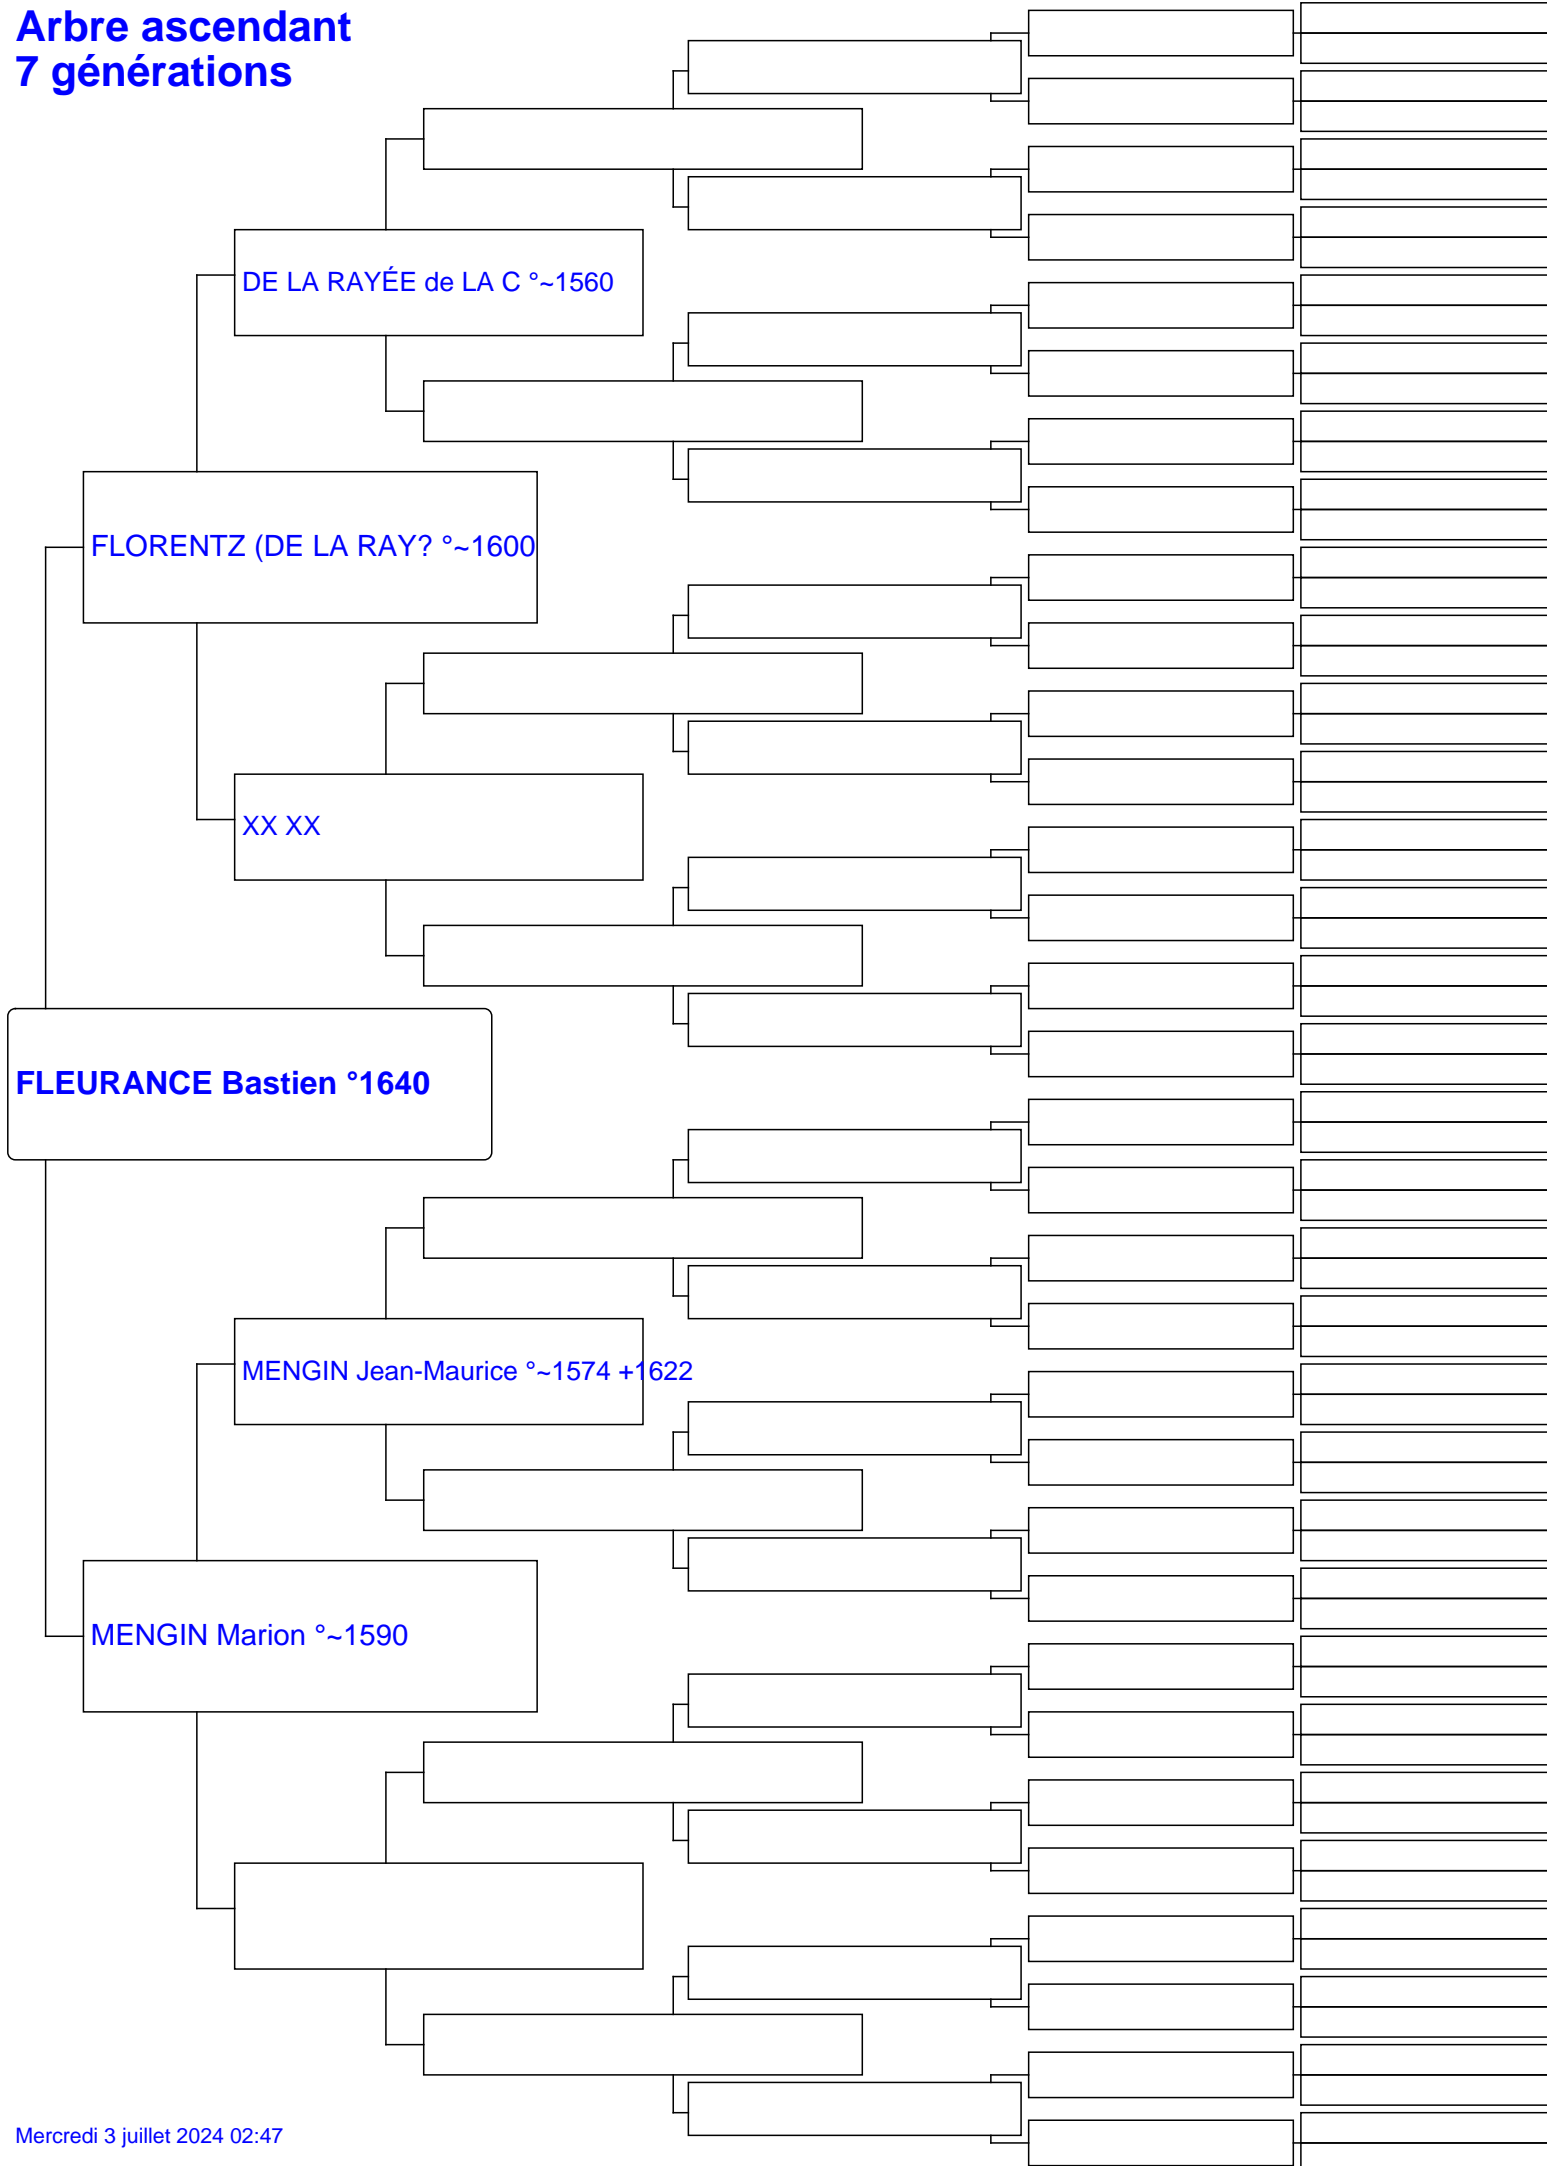 Arbre ascendant
7 générations
DE LA RAYÉE de LA C °~1560
FLORENTZ (DE LA RAY? °~1600
XX XX
FLEURANCE Bastien °1640
MENGIN Jean-Maurice °~1574 +1622
MENGIN Marion °~1590
Mercredi 3 juillet 2024 02:47